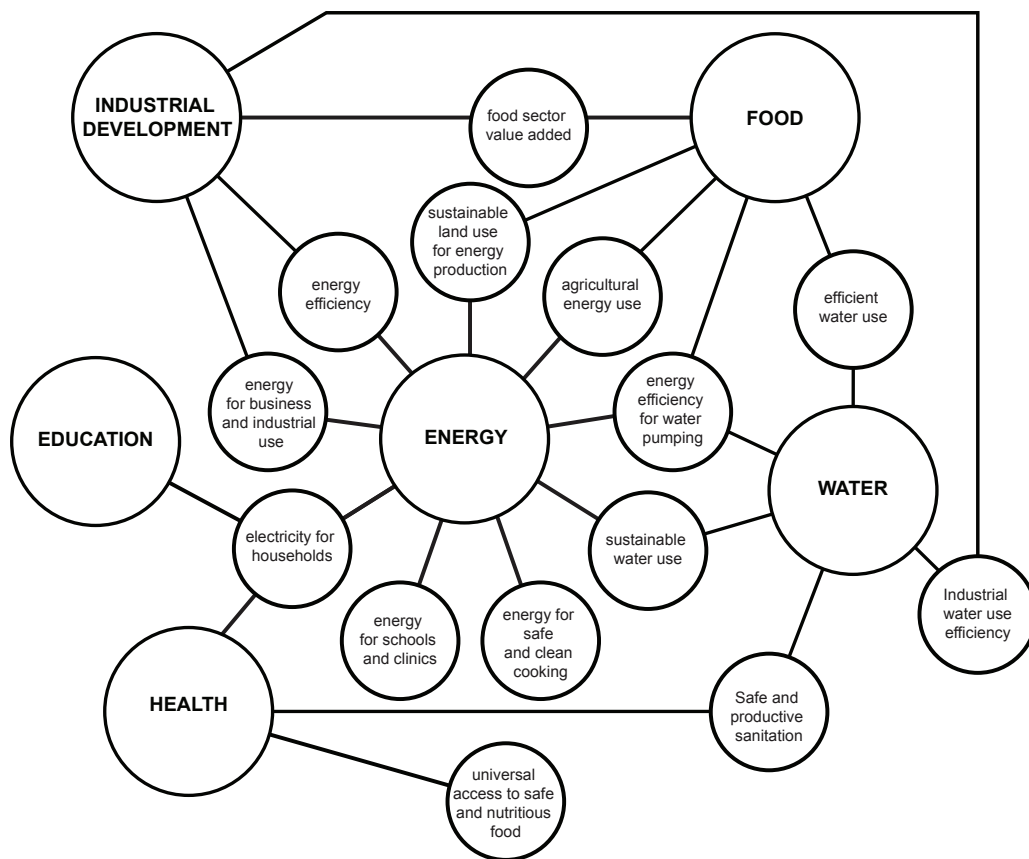 INDUSTRIAL
DEVELOPMENT
food sector
value added
FOOD
sustainable
land use
for energy
production
energy
efficiency
agricultural
energy use
efficient
water use
energy
for business
and industrial
use
energy
efficiency
for water
pumping
EDUCATION
ENERGY
WATER
electricity for
households
sustainable
water use
energy
for schools
and clinics
energy for
safe
and clean
cooking
Industrial
water use
efficiency
HEALTH
Safe and
productive
sanitation
universal
access to safe
and nutritious
food